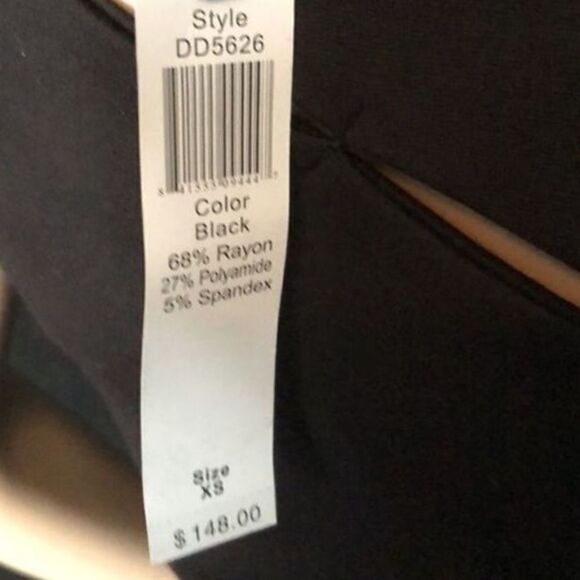 Style
DD5626
Color
Black
68% Rayon
27% Polyamide
5% Spandex
Size
XS
$148.00